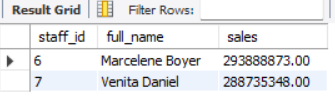 Result Grid Filter Rows:
staff_id full_name sales
6 Marcelene Boyer 293888873.00
7 Venita Daniel 288735348.00